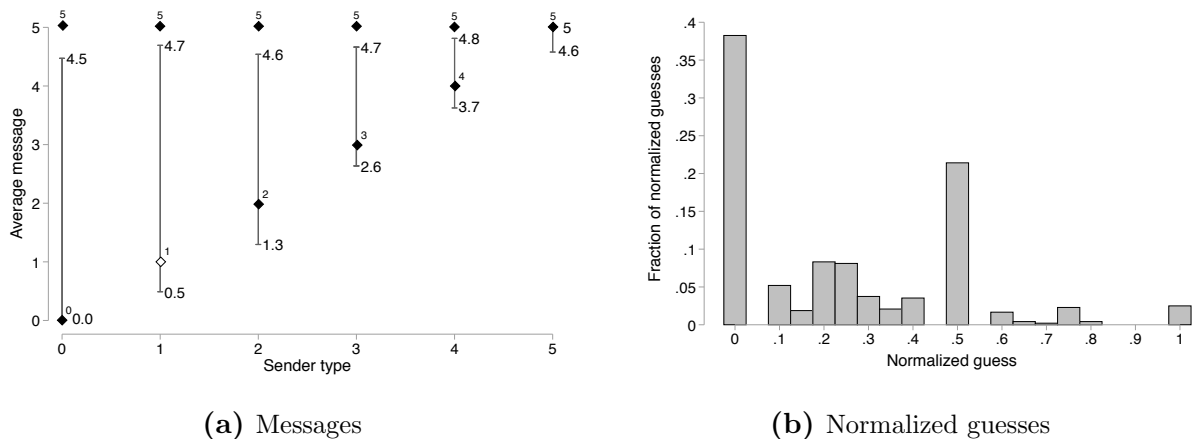 5 5 5 5 5 5
5 5
4.5 4.7 4.6 4.7 4.8 4.6
4
4 3.7
3
3 2.6
2
2 1.3
1
1 0.5
0
0 0.0
0 1 2 3 4 5
Average message
Sender type
(a) Messages
.4
.35
.3
.25
.2
.15
.1
.05
0
0 .1 .2 .3 .4 .5 .6 .7 .8 .9 1
Fraction of normalized guesses
Normalized guess
(b) Normalized guesses